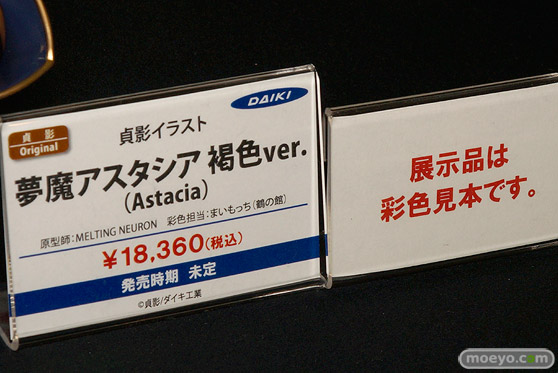 貞影
Original
DAIKI
貞影イラスト
夢魔アスタシア 褐色ver.
(Astacia)
原型師：MELTING NEURON 彩色担当：まいもっち（鶴の館）
¥18,360(税込)
発売時期 未定
©貞影/ダイキ工業
展示品は
彩色見本です。
moeyo.com